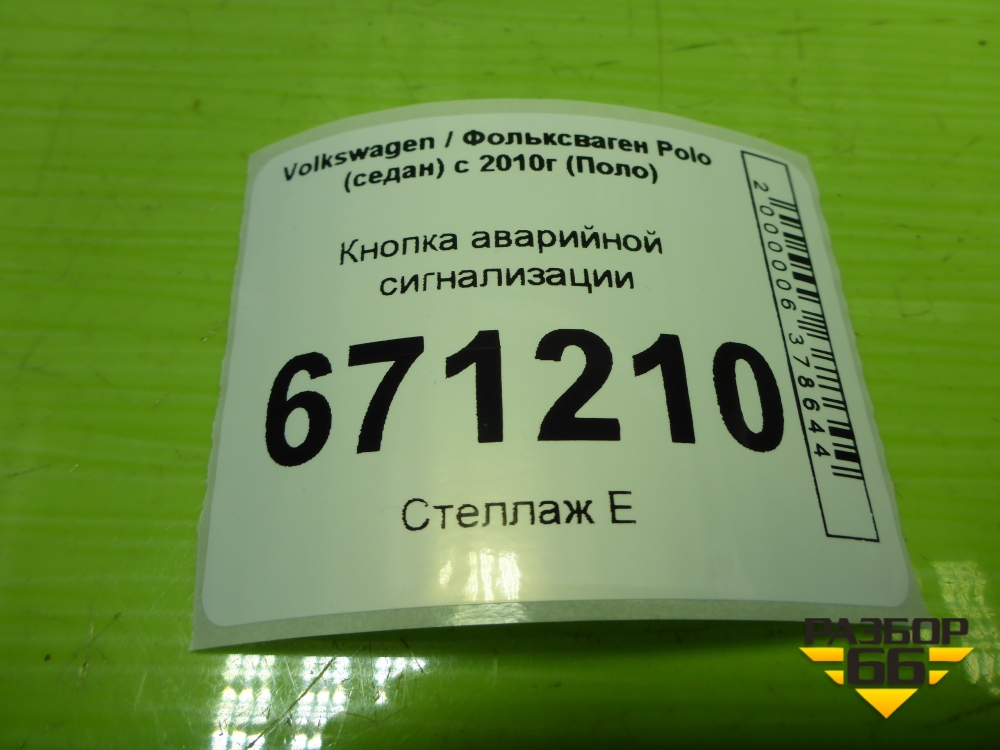 Volkswagen / Фольксваген Polo
(седан) с 2010г (Поло)
Кнопка аварийной
сигнализации
671210
Стеллаж Е
2000006378644
РАЗБОР
66